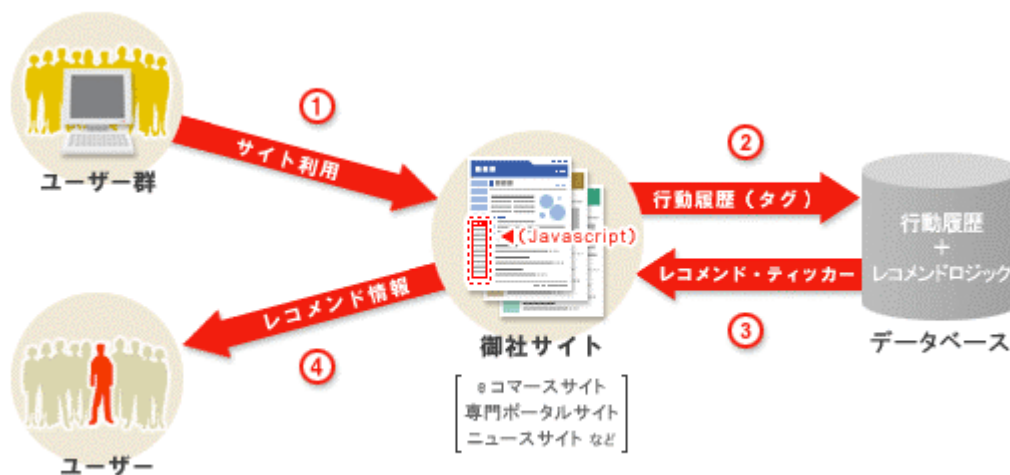 ①
サイト利用
ユーザー群
②
行動履歴（タグ）
◀(Javascript)
行動履歴
＋
レコメンドロジック
レコメンド・ティッカー
③
データベース
レコメンド情報
④
御社サイト
eコマースサイト
専門ポータルサイト
ニュースサイト など
ユーザー